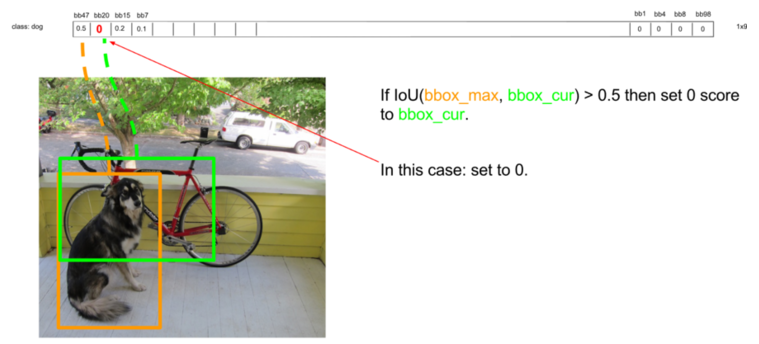 bb47 bb20 bb15 bb7 bb1 bb4 bb8 bb98
class: dog 0.5 0 0.2 0.1 0 0 0 0 1x9
If IoU(bbox_max, bbox_cur) > 0.5 then set 0 score
to bbox_cur.
In this case: set to 0.